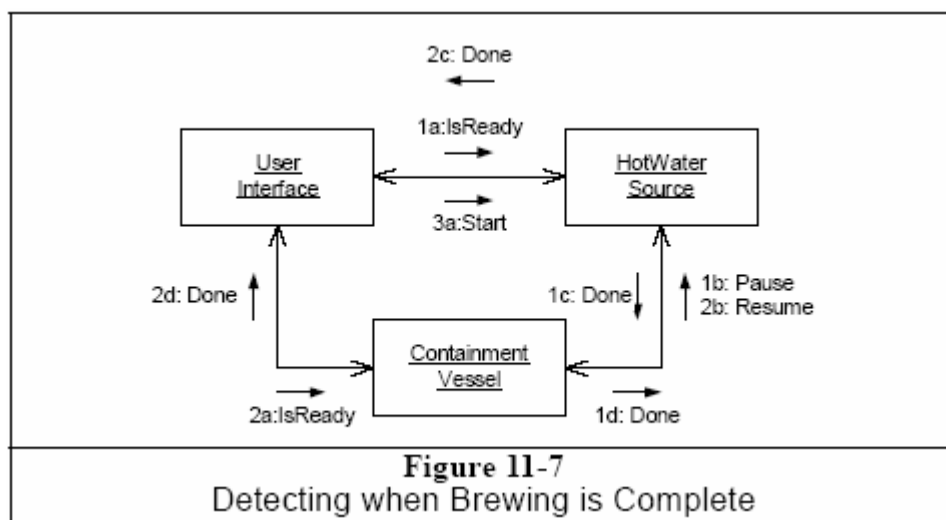 2c: Done
1a:IsReady
User
Interface
HotWater
Source
3a:Start
2d: Done
1c: Done
1b: Pause
2b: Resume
Containment
Vessel
2a:IsReady
1d: Done
Figure 11-7
Detecting when Brewing is Complete